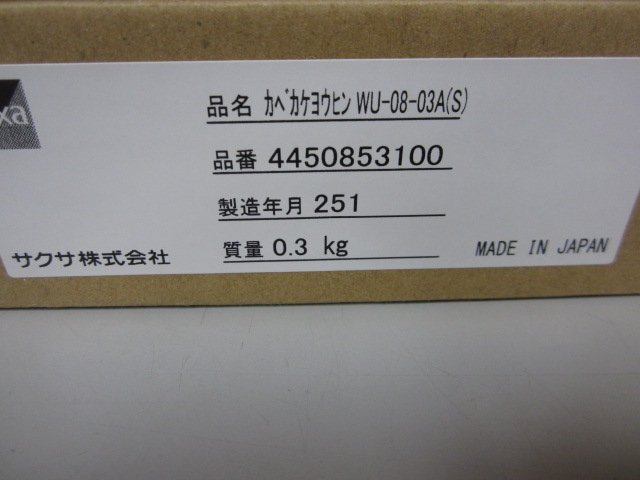 xa
品名 ｶﾍﾞｶｹﾖｳﾋﾝ WU-08-03A(S)
品番 4450853100
製造年月 251
サクサ株式会社
質量 0.3 kg
MADE IN JAPAN